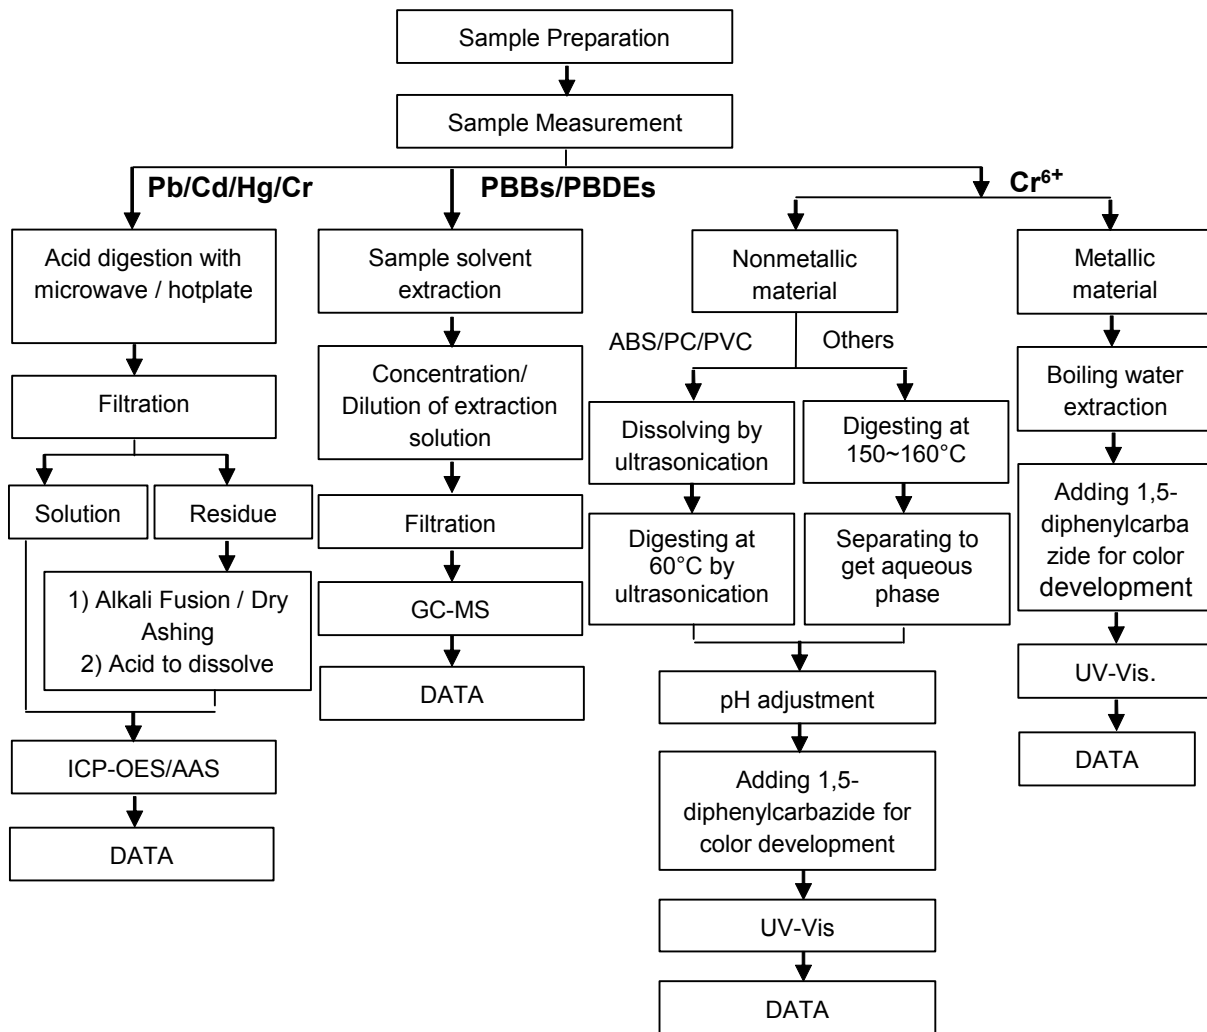 Sample Preparation
Sample Measurement
Pb/Cd/Hg/Cr
PBBs/PBDEs
Cr⁶⁺
Acid digestion with
microwave / hotplate
Filtration
Solution
Residue
1) Alkali Fusion / Dry
Ashing
2) Acid to dissolve
ICP-OES/AAS
DATA
Sample solvent
extraction
Concentration/
Dilution of extraction
solution
Filtration
GC-MS
DATA
Nonmetallic
material
ABS/PC/PVC
Others
Dissolving by
ultrasonication
Digesting at
60°C by
ultrasonication
Digesting at
150~160°C
Separating to
get aqueous
phase
pH adjustment
Adding 1,5-
diphenylcarbazide for
color development
UV-Vis
DATA
Metallic
material
Boiling water
extraction
Adding 1,5-
diphenylcarba
zide for color
development
UV-Vis.
DATA